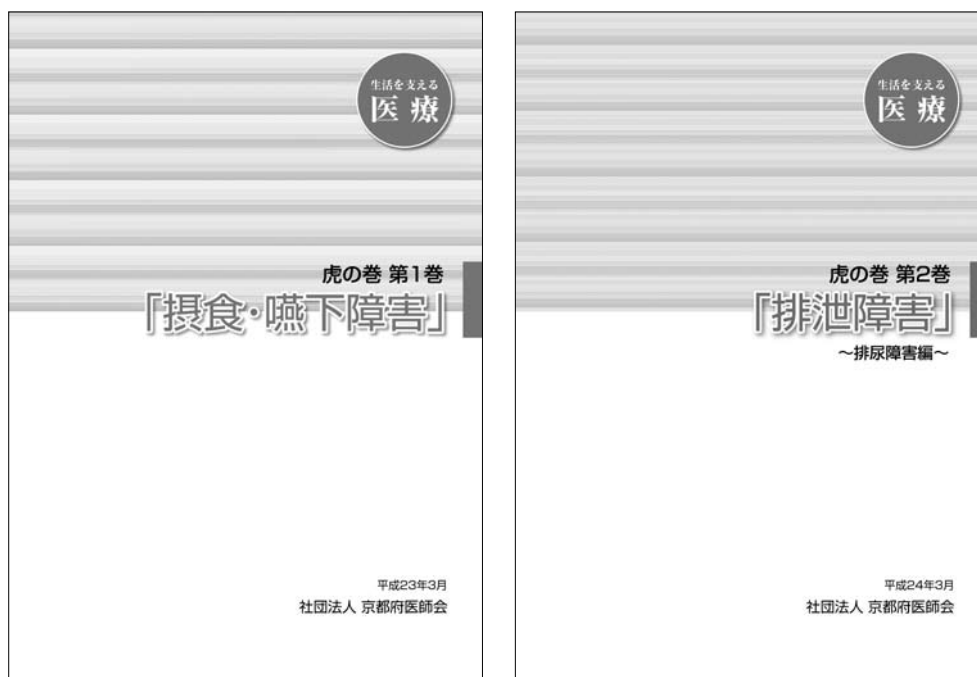 生活を支える
医療
虎の巻 第1巻
「摂食・嚥下障害」
平成23年3月
社団法人 京都府医師会
生活を支える
医療
虎の巻 第2巻
「排泄障害」
~排尿障害編~
平成24年3月
社団法人 京都府医師会